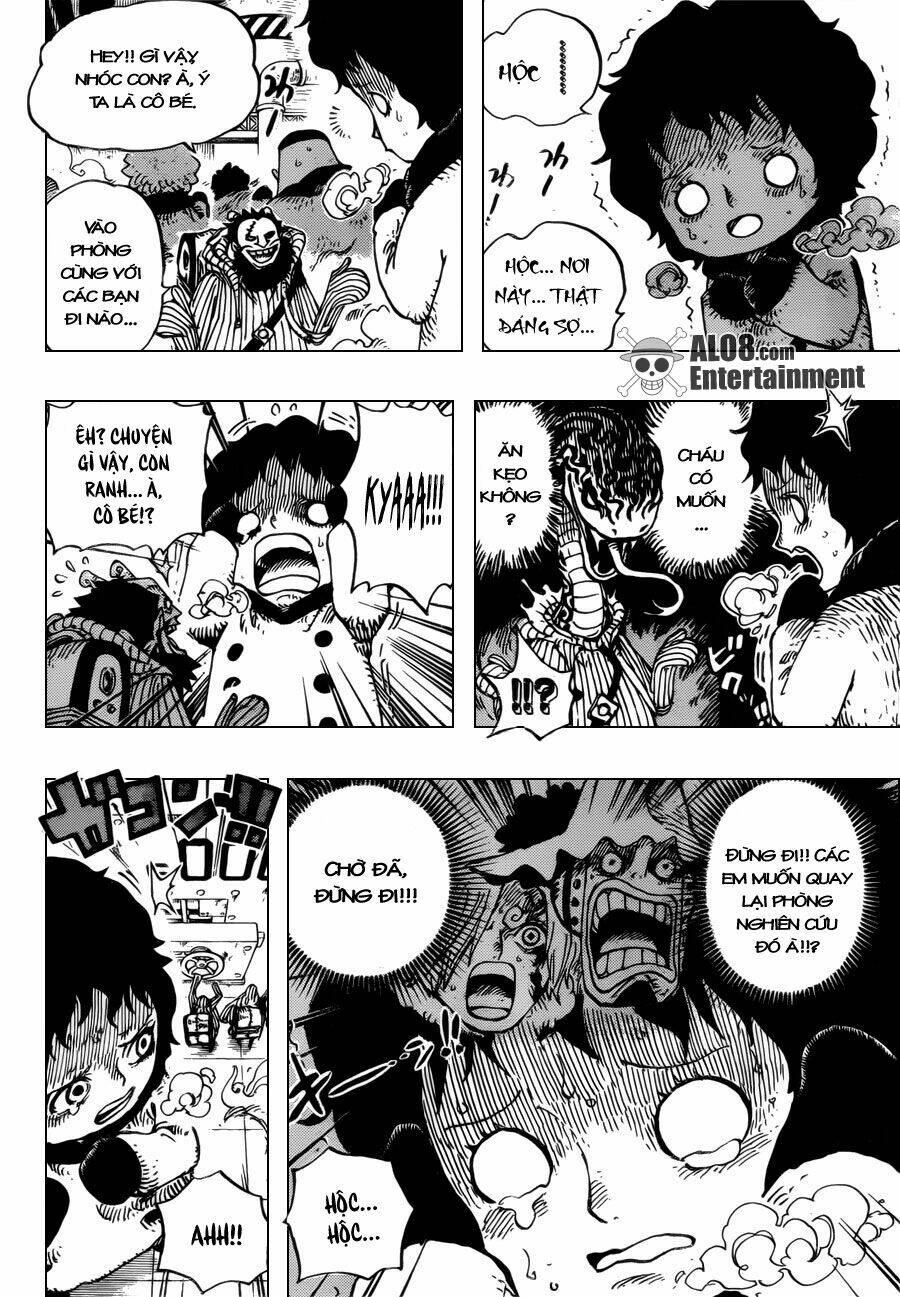 HỘC
HỘC... NƠI
NÀY... THẬT
ĐÁNG SỢ...
HEY!! GÌ VẬY,
NHÓC CON? À, Ý
TA LÀ CÔ BÉ.
VÀO
PHÒNG
CÙNG VỚI
CÁC BẠN
ĐI NÀO...
AL08.com
Entertainment
CHÁU
CÓ
MUỐN
...
ĂN
KẸO
KHÔNG
?
!!?
ビクッ
KYAAA!!!
ÊH? CHUYỆN
GÌ VẬY, CON
RANH... À,
CÔ BÉ!?
ĐỪNG ĐI!! CÁC
EM MUỐN QUAY
LẠI PHÒNG
NGHIÊN CỨU
ĐÓ À!!?
CHỜ ĐÃ,
ĐỪNG ĐI!!!
HỘC...
HỘC...
AHH!!